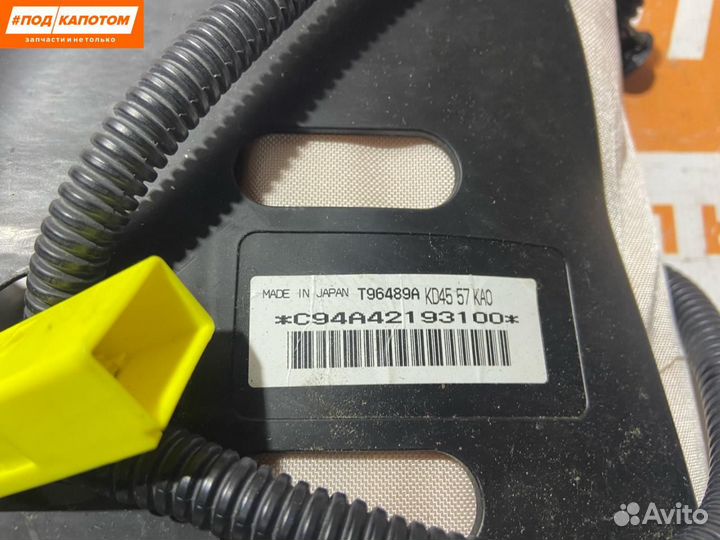 #ПОД КАПОТОМ
запчасти и не только
MADE IN JAPAN T96489A KD45 57 KA0
*C94A42193100*
Avito